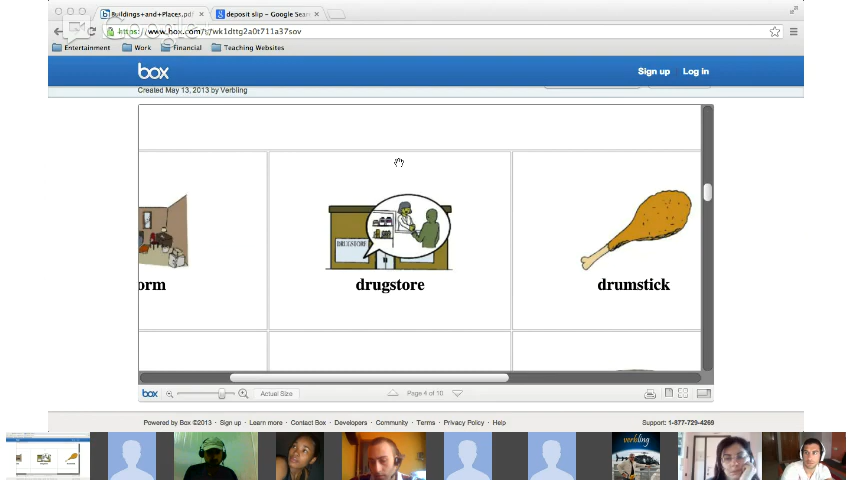 Buildings+and+Places.pdf
deposit slip - Google Sear
Google
https://www.box.com/s/wk1dttg2a0t711a37sov
Entertainment Work Financial Teaching Websites
box
Sign up Log in
Created May 13, 2013 by Verbling
DRUGSTORE
orm
drugstore
drumstick
box
Actual Size
Page 4 of 10
Powered by Box ©2013 · Sign up · Learn more · Contact Box · Developers · Community · Terms · Privacy Policy · Help
Support: 1-877-729-4269
verbling